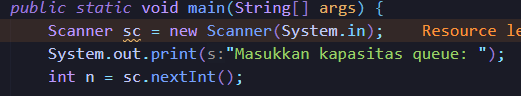 public static void main(String[] args) {
Scanner sc = new Scanner(System.in);    Resource le
System.out.print(s:"Masukkan kapasitas queue: ");
int n = sc.nextInt();